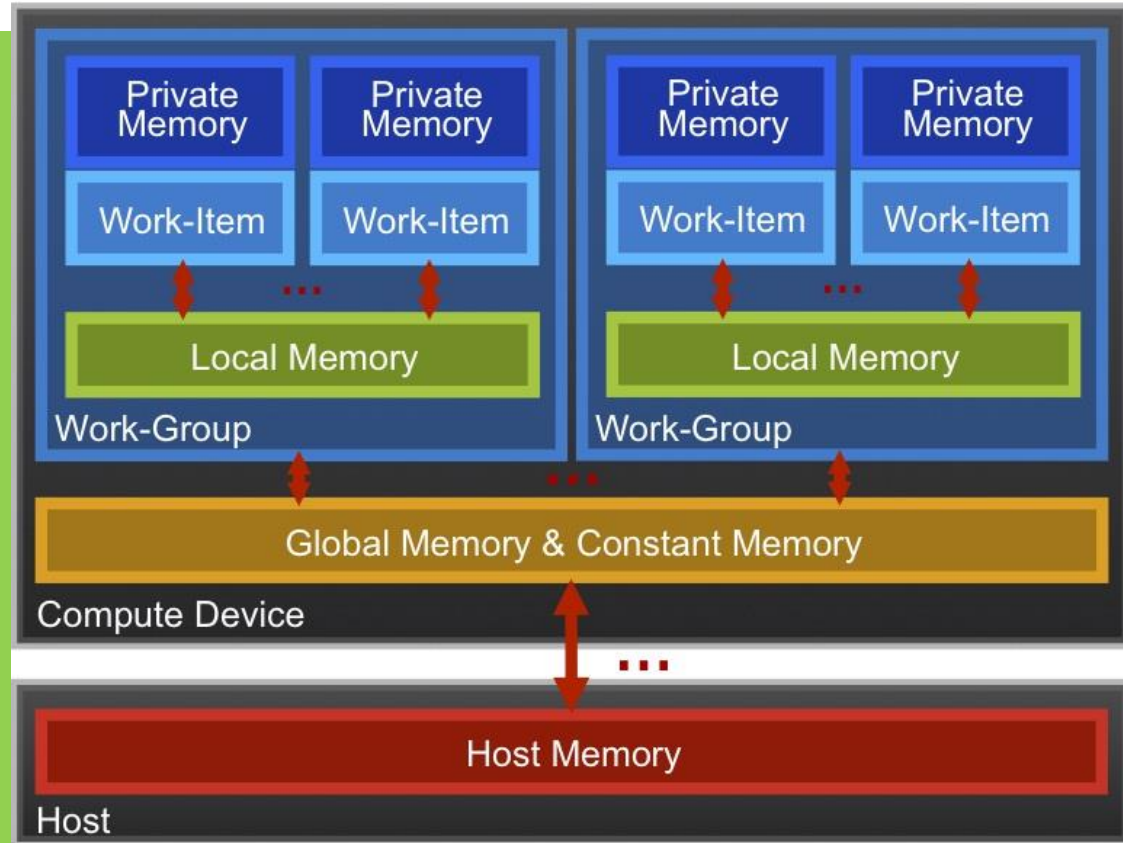 Private
Memory
Private
Memory
Private
Memory
Private
Memory
Work-Item
Work-Item
Work-Item
Work-Item
...
...
Local Memory
Local Memory
Work-Group
Work-Group
...
Global Memory & Constant Memory
Compute Device
...
Host Memory
Host